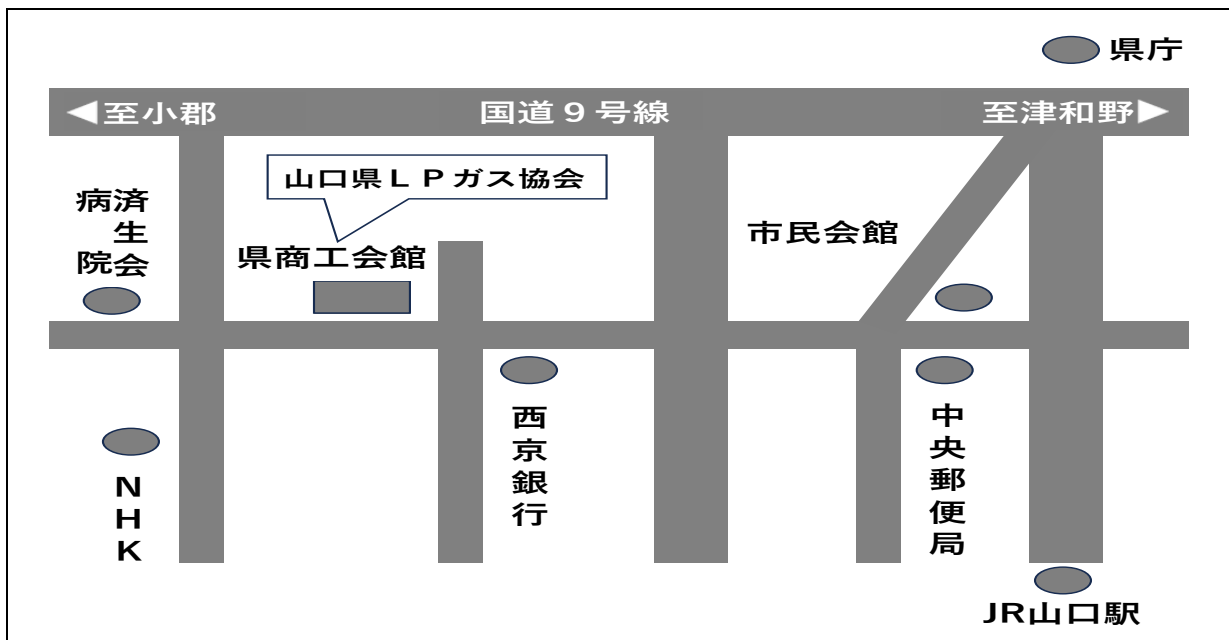 県庁
◀至小郡
国道９号線
至津和野▶
山口県ＬＰガス協会
済生会
病院
県商工会館
市民会館
西京銀行
中央郵便局
NHK
JR山口駅